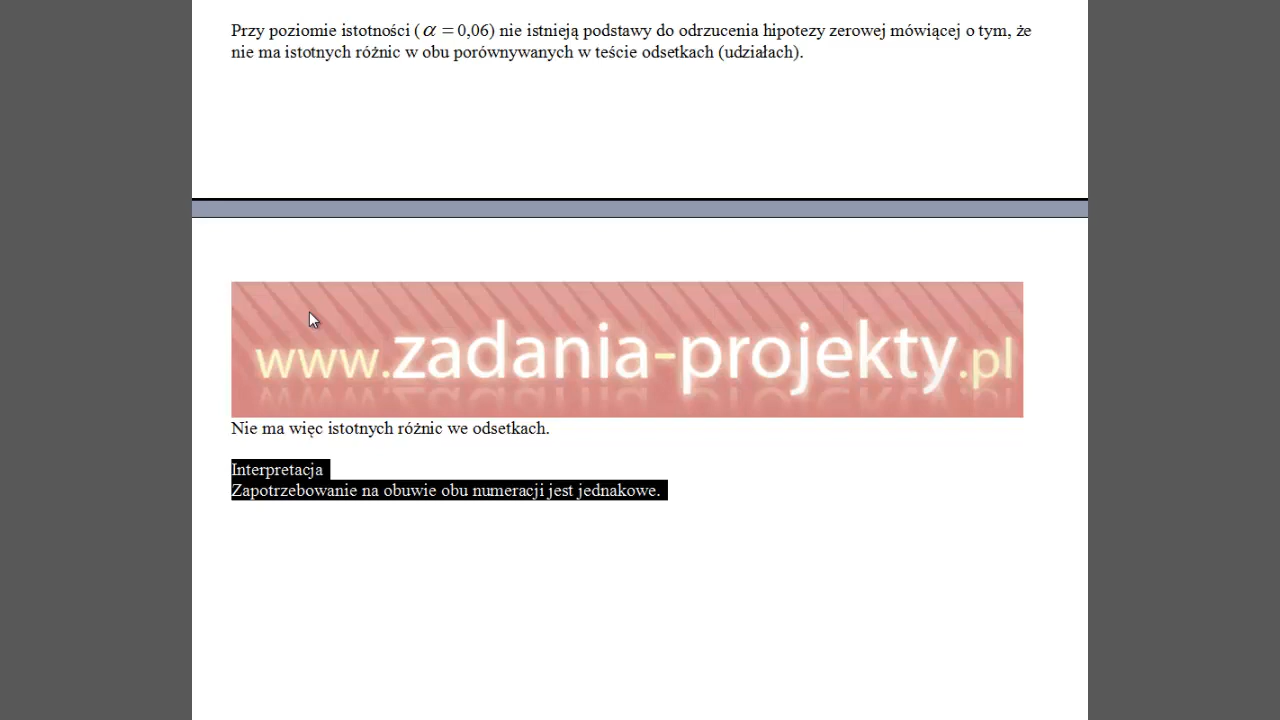 Przy poziomie istotności ( α = 0,06) nie istnieją podstawy do odrzucenia hipotezy zerowej mówiącej o tym, że
nie ma istotnych różnic w obu porównywanych w teście odsetkach (udziałach).
www.zadania-projekty.pl
Nie ma więc istotnych różnic we odsetkach.
Interpretacja
Zapotrzebowanie na obuwie obu numeracji jest jednakowe.